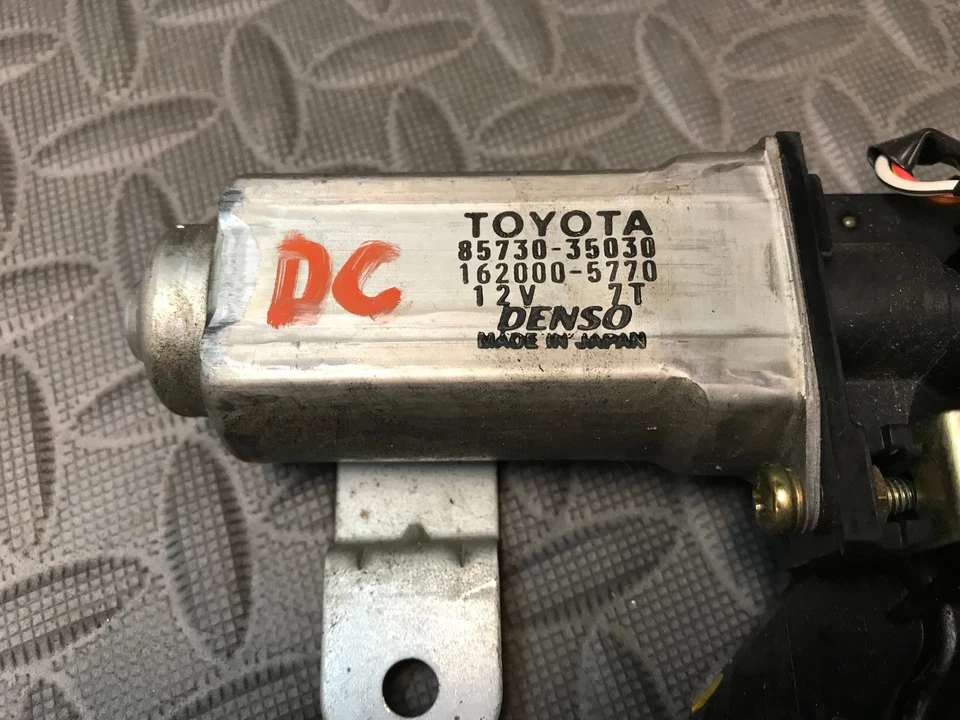 DC
TOYOTA
85730-35030
162000-5770
12V 7T
DENSO
MADE IN JAPAN